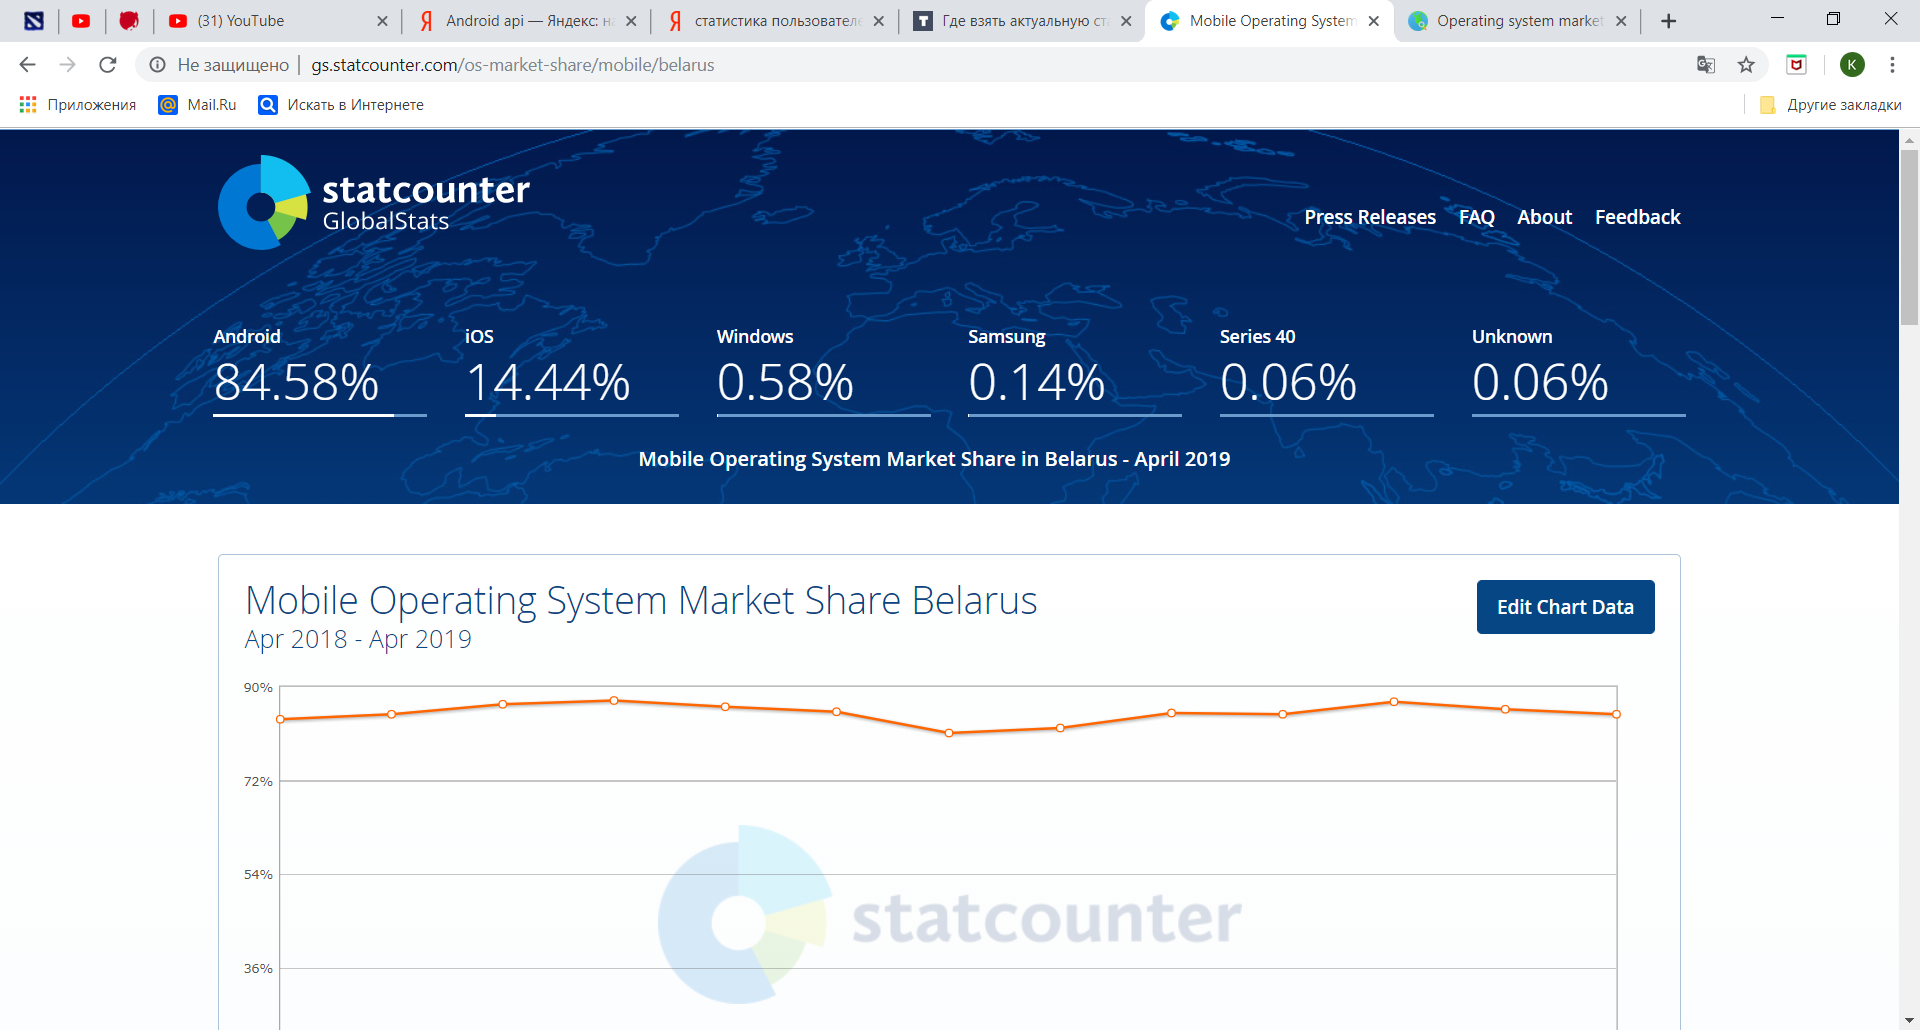 (31) YouTube
Android api — Яндекс: н
статистика пользователе
Где взять актуальную ст
Mobile Operating System
Operating system market
Не защищено
gs.statcounter.com/os-market-share/mobile/belarus
K
Приложения
Mail.Ru
Искать в Интернете
Другие закладки
statcounter
GlobalStats
Press Releases FAQ About Feedback
Android iOS Windows Samsung Series 40 Unknown
84.58% 14.44% 0.58% 0.14% 0.06% 0.06%
Mobile Operating System Market Share in Belarus - April 2019
Mobile Operating System Market Share Belarus
Apr 2018 - Apr 2019
Edit Chart Data
90%
72%
54%
statcounter
36%